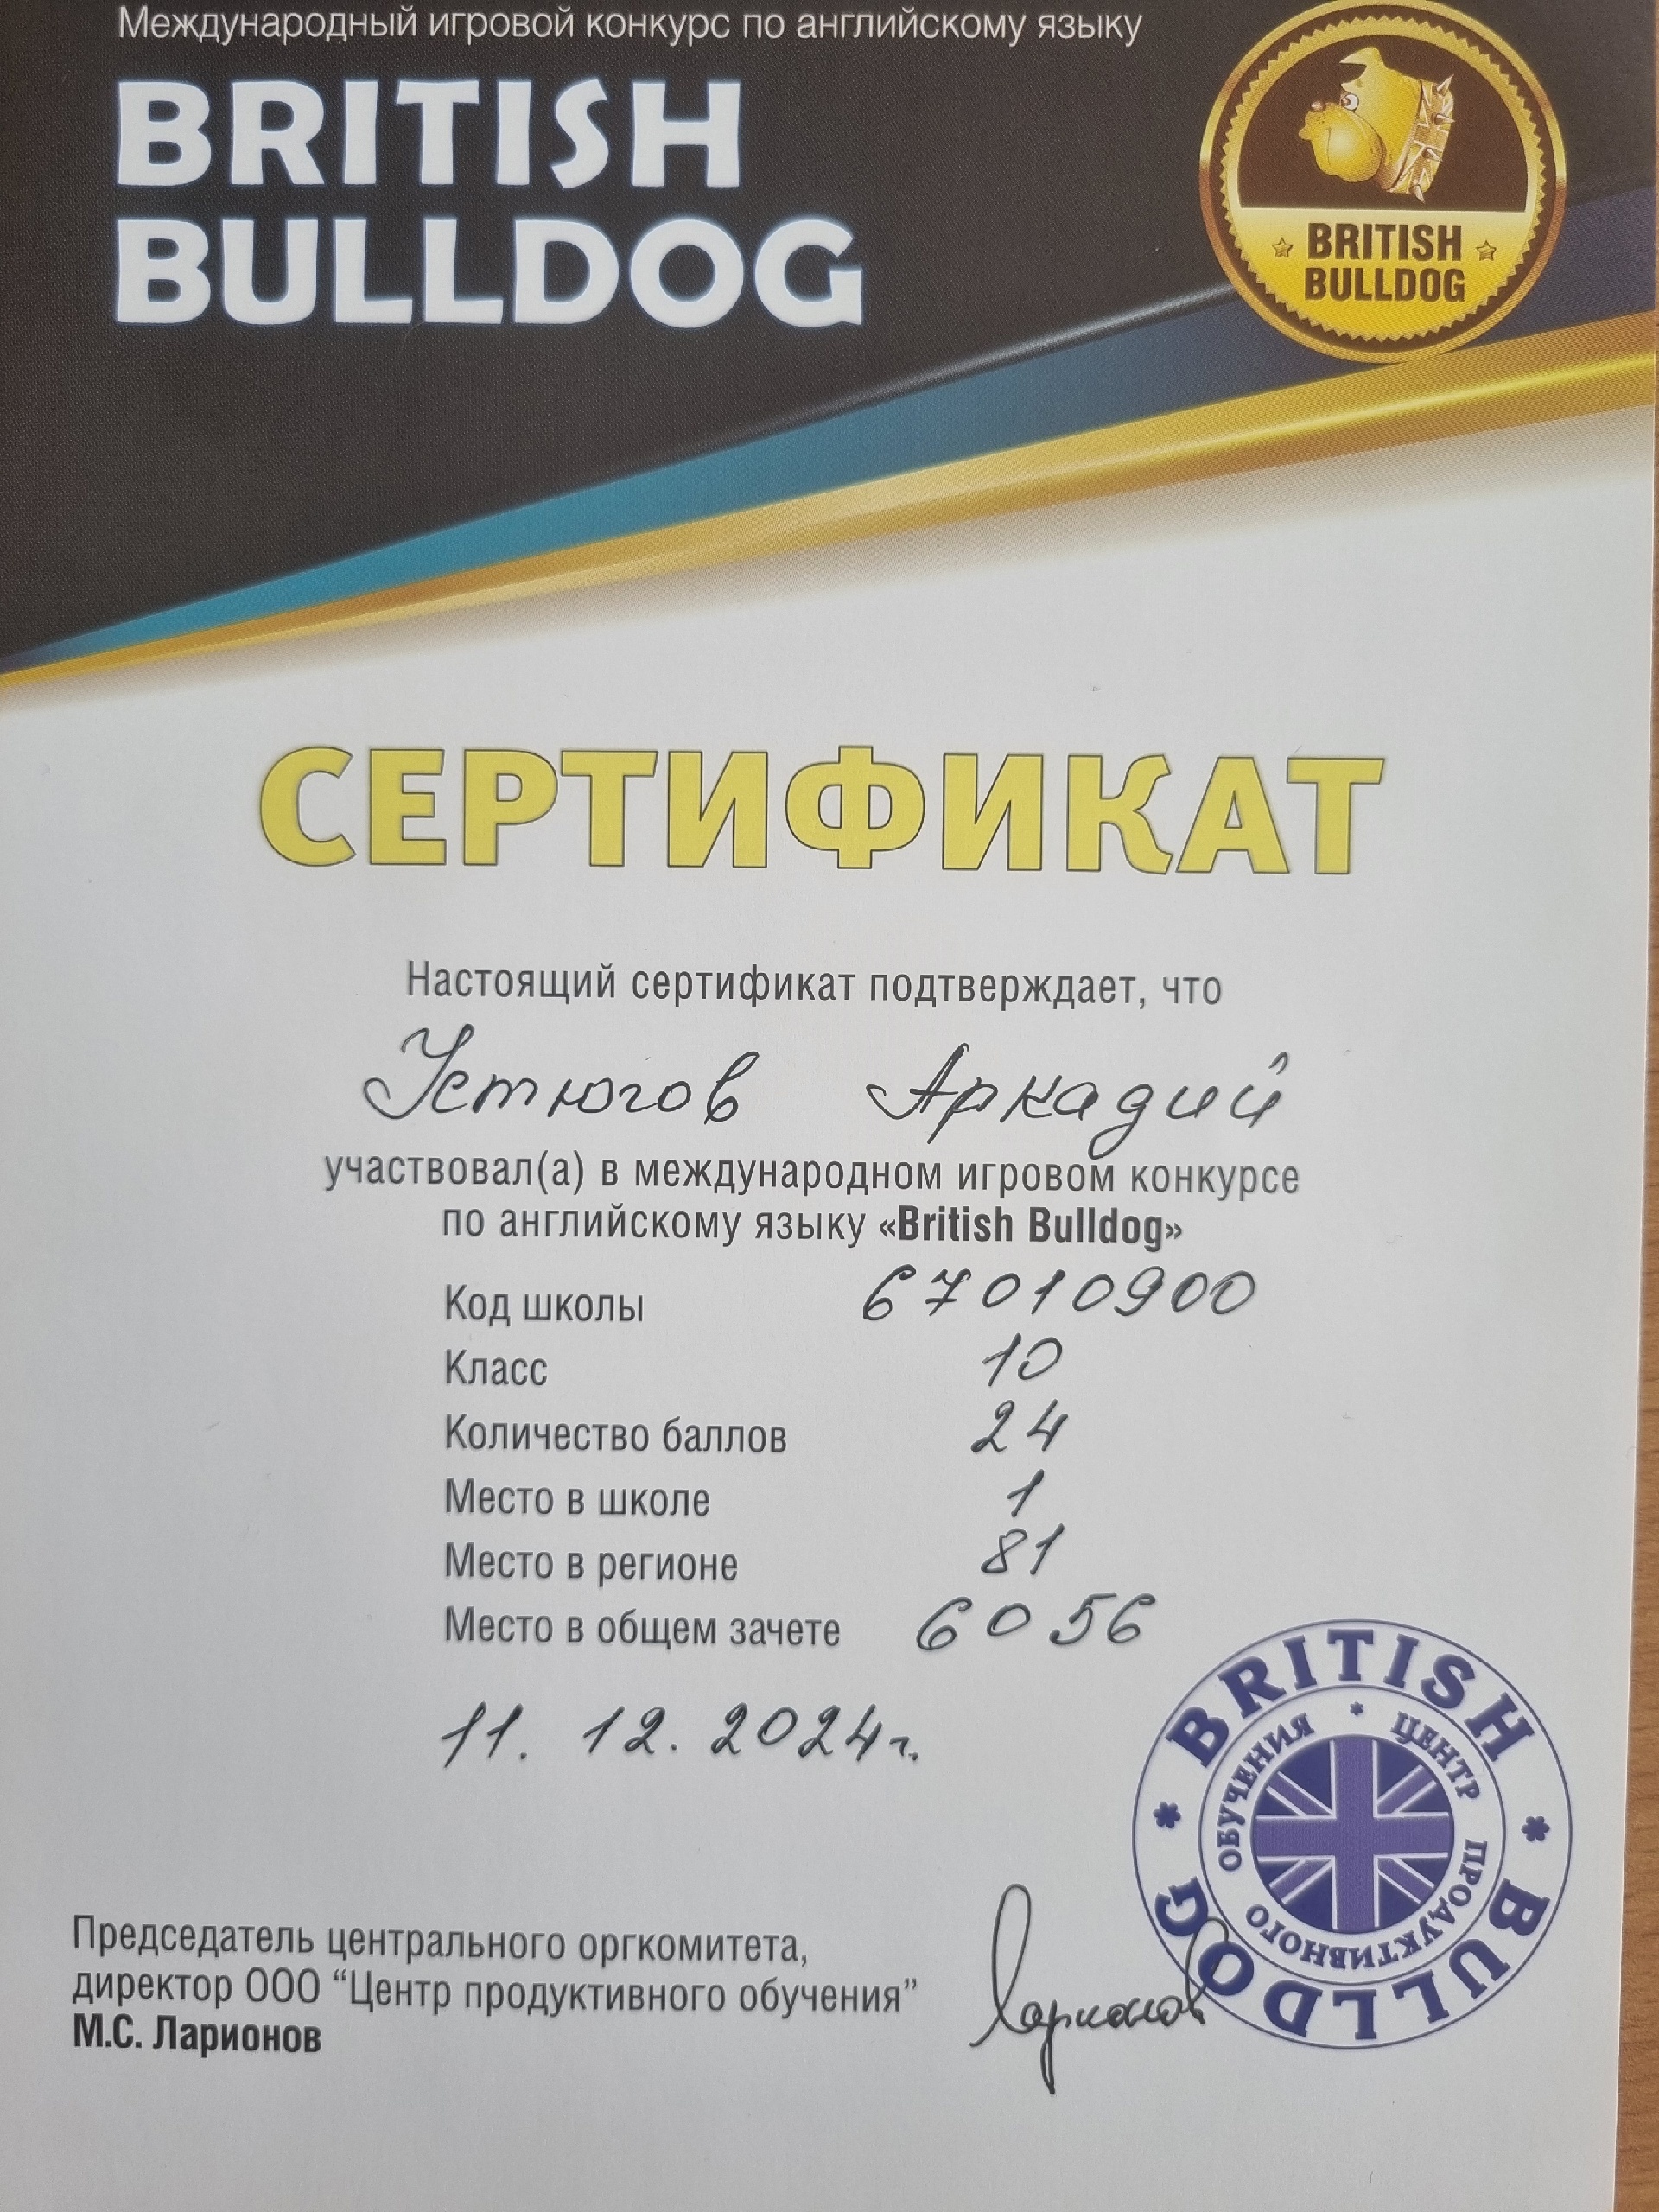 Международный игровой конкурс по английскому языку
BRITISH
BULLDOG
BRITISH
BULLDOG
СЕРТИФИКАТ
Настоящий сертификат подтверждает, что
Устюгов Аркадий
участвовал(а) в международном игровом конкурсе
по английскому языку «British Bulldog»
Код школы 67010900
Класс 10
Количество баллов 24
Место в школе 1
Место в регионе 81
Место в общем зачете 6056
11. 12. 2024г.
BRITISH * BULLDOG *
* ЦЕНТР ПРОДУКТИВНОГО ОБУЧЕНИЯ
Председатель центрального оргкомитета,
директор ООО “Центр продуктивного обучения”
М.С. Ларионов
Ларионов